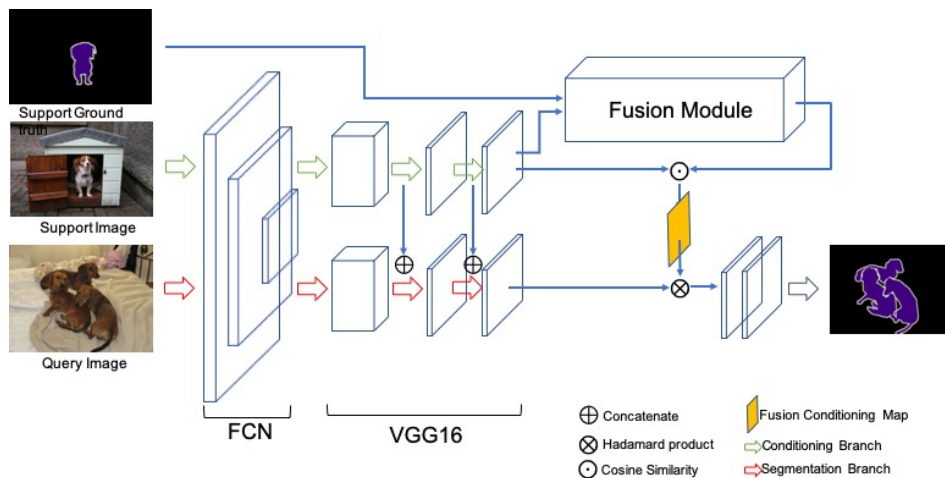 Support Ground
truth
Fusion Module
Support Image
Query Image
FCN
VGG16
Concatenate
Hadamard product
Cosine Similarity
Fusion Conditioning Map
Conditioning Branch
Segmentation Branch